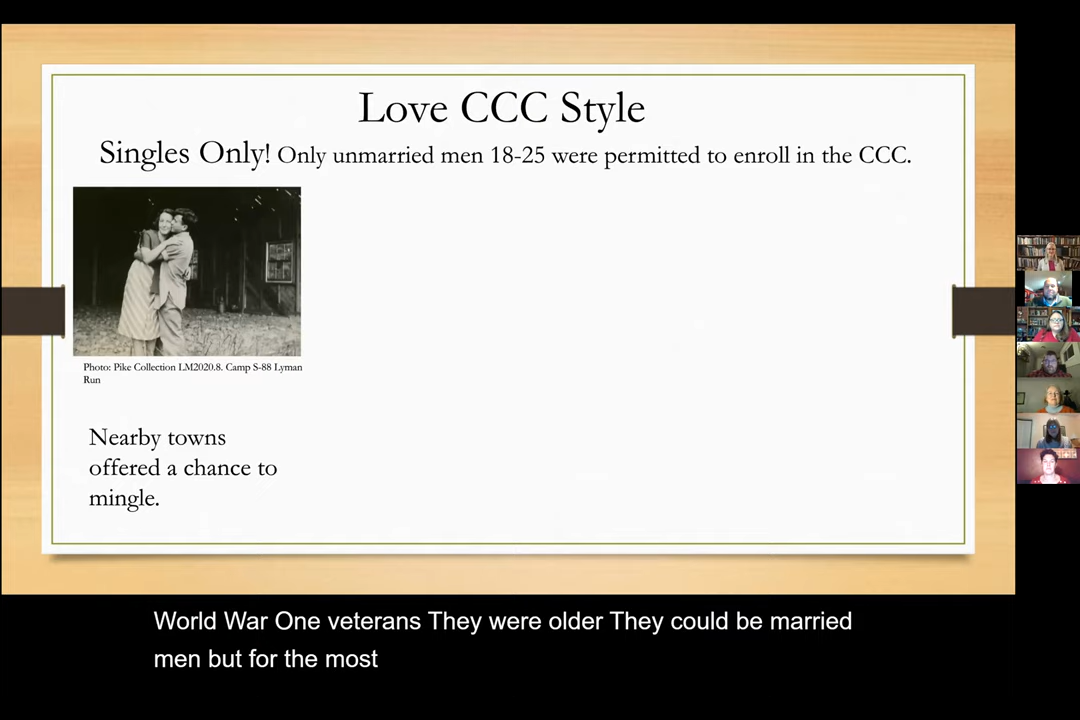 Love CCC Style
Singles Only! Only unmarried men 18-25 were permitted to enroll in the CCC.
Photo: Pike Collection LM2020.8. Camp S-88 Lyman
Run
Nearby towns
offered a chance to
mingle.
World War One veterans They were older They could be married
men but for the most